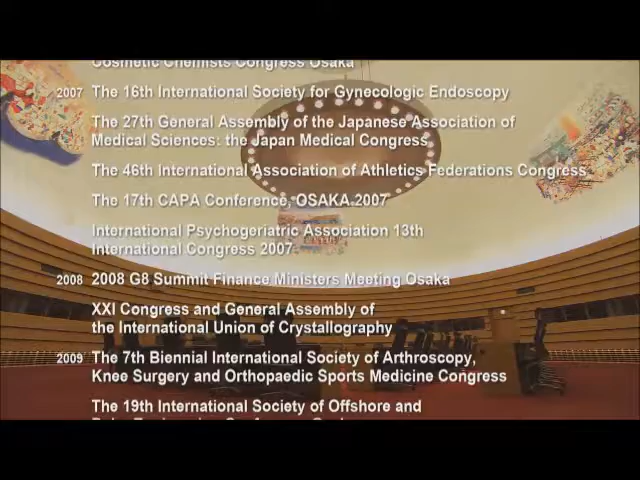 Cosmetic Chemists Congress Osaka
2007 The 16th International Society for Gynecologic Endoscopy
The 27th General Assembly of the Japanese Association of
Medical Sciences: the Japan Medical Congress
The 46th International Association of Athletics Federations Congress
The 17th CAPA Conference, OSAKA 2007
International Psychogeriatric Association 13th
International Congress 2007
2008 2008 G8 Summit Finance Ministers Meeting Osaka
XXI Congress and General Assembly of
the International Union of Crystallography
2009 The 7th Biennial International Society of Arthroscopy,
Knee Surgery and Orthopaedic Sports Medicine Congress
The 19th International Society of Offshore and